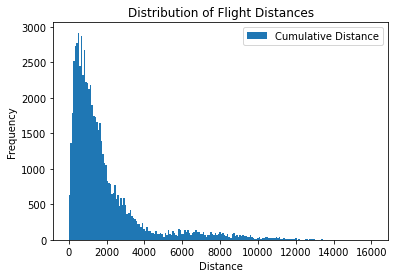 Distribution of Flight Distances
Cumulative Distance
Frequency
3000
2500
2000
1500
1000
500
0
0 2000 4000 6000 8000 10000 12000 14000 16000
Distance